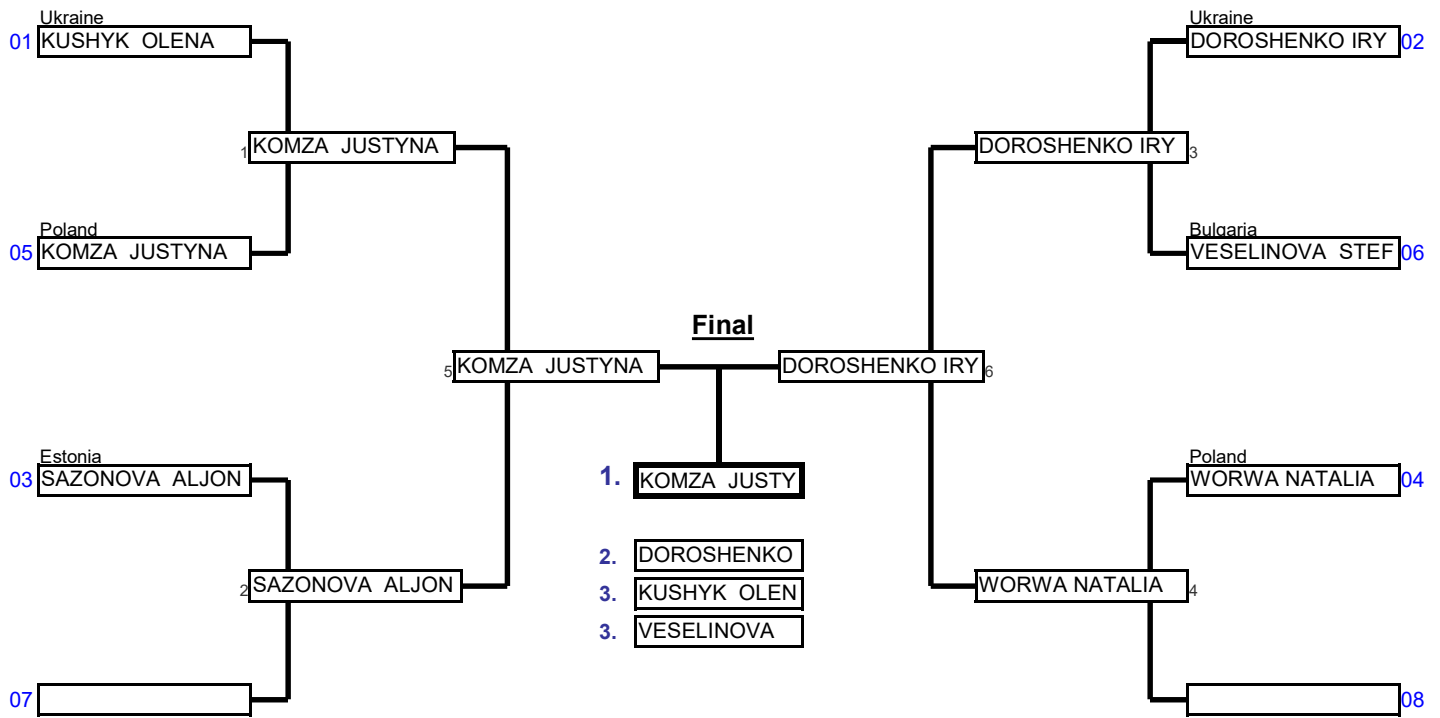 Ukraine
01 KUSHYK OLENA
Ukraine
DOROSHENKO IRY 02
1 KOMZA JUSTYNA
DOROSHENKO IRY 3
Poland
05 KOMZA JUSTYNA
Bulgaria
VESELINOVA STEF 06
Final
5 KOMZA JUSTYNA
DOROSHENKO IRY 6
Estonia
03 SAZONOVA ALJON
1. KOMZA JUSTY
Poland
WORWA NATALIA 04
2. DOROSHENKO
3. KUSHYK OLEN
3. VESELINOVA
2 SAZONOVA ALJON
WORWA NATALIA 4
07
08